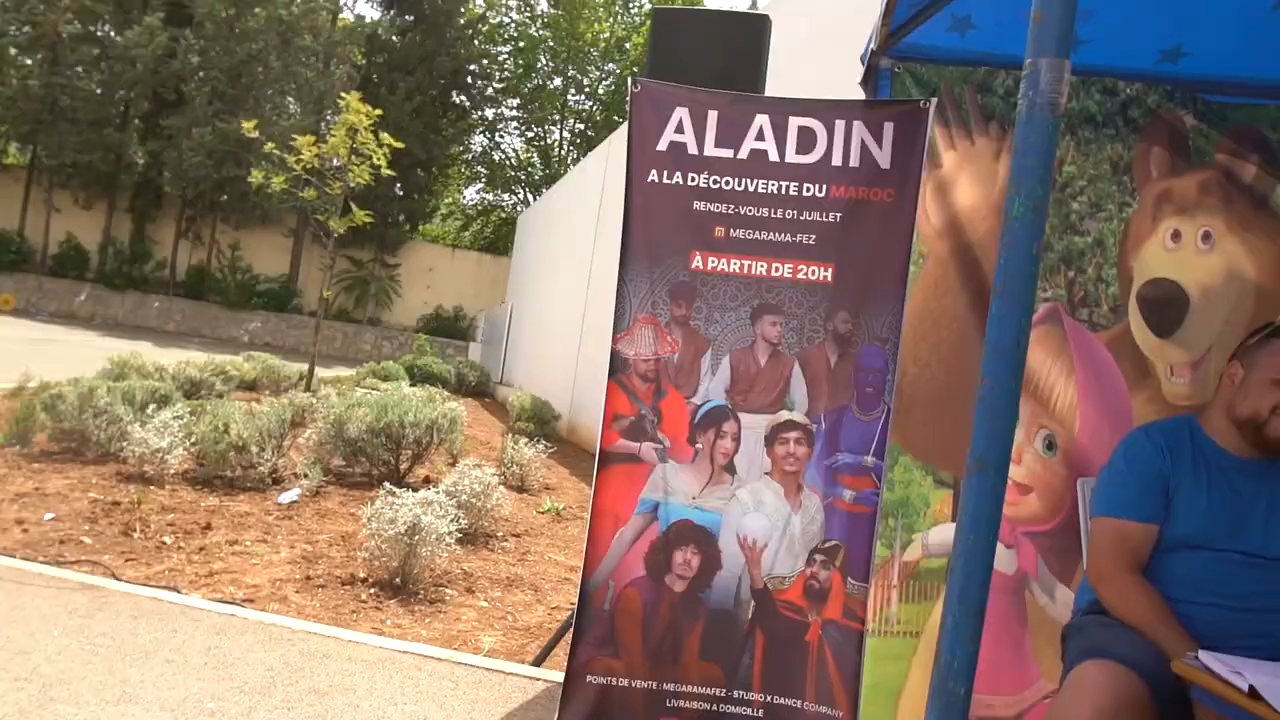 ALADIN
A LA DÉCOUVERTE DU MAROC
RENDEZ-VOUS LE 01 JUILLET
MEGARAMA-FEZ
À PARTIR DE 20H
POINTS DE VENTE : MEGARAMAFEZ - STUDIO X DANCE COMPANY
LIVRAISON A DOMICILLE